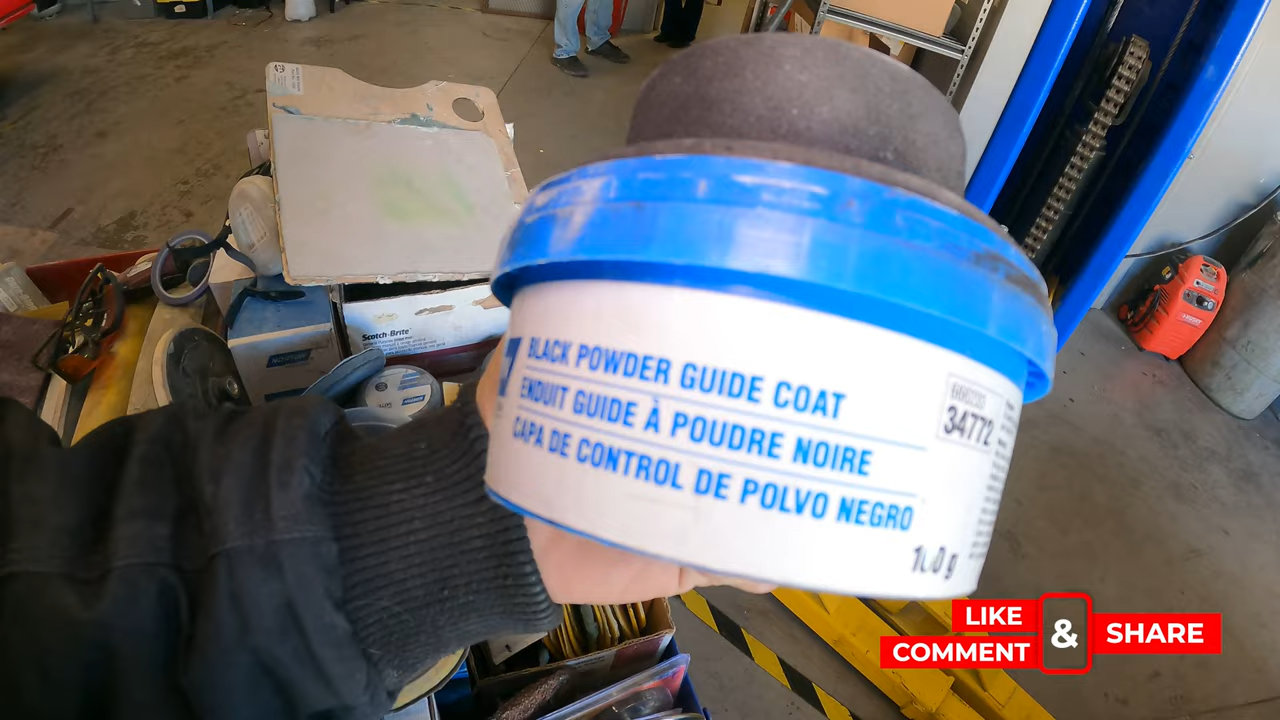 Scotch-Brite
NORTON
BLACK POWDER GUIDE COAT
ENDUIT GUIDE À POUDRE NOIRE
CAPA DE CONTROL DE POLVO NEGRO
34772
LIKE
COMMENT
&
SHARE